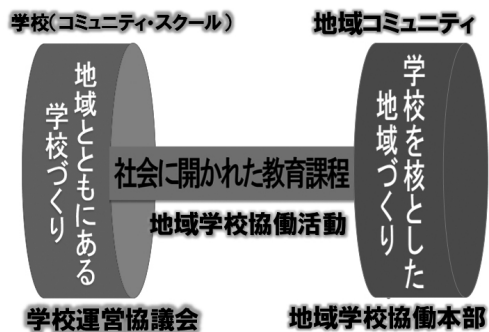 学校(コミュニティ・スクール)
地域コミュニティ
地域とともにある
学校づくり
社会に開かれた教育課程
地域学校協働活動
学校を核とした
地域づくり
学校運営協議会
地域学校協働本部